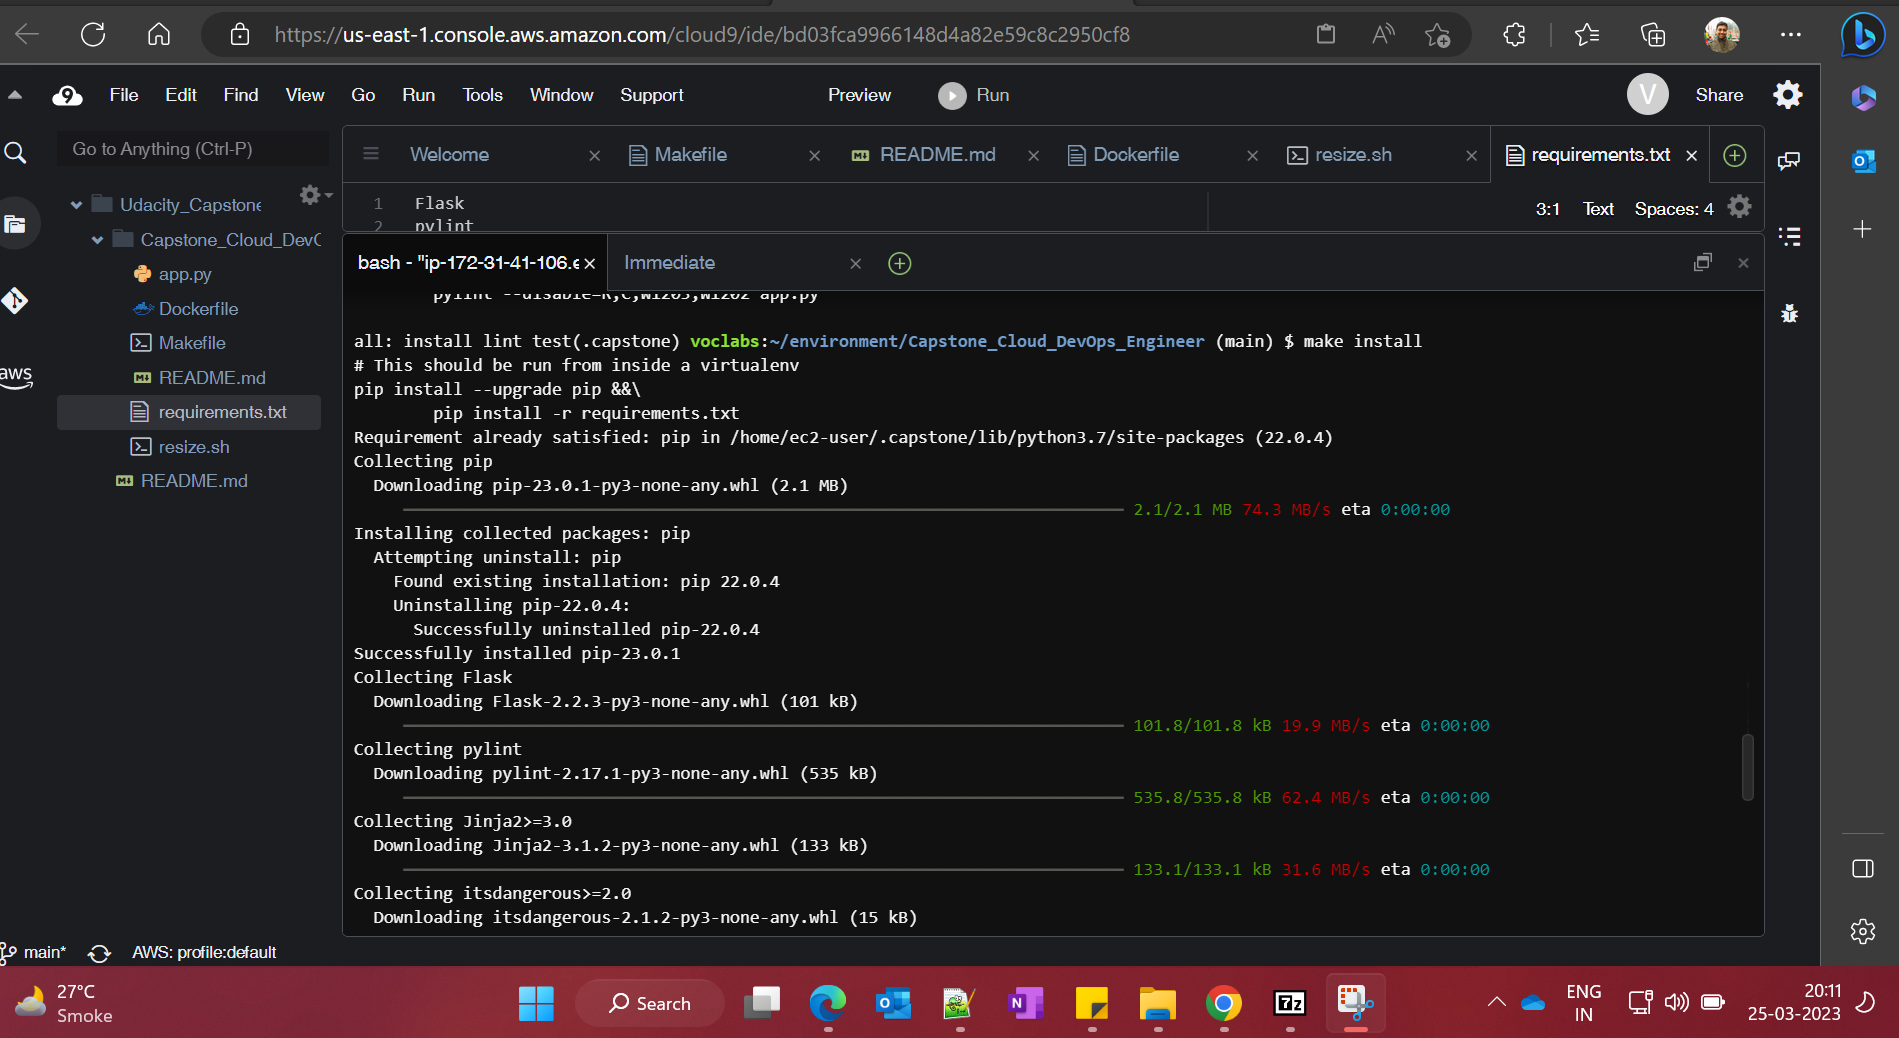 https://us-east-1.console.aws.amazon.com/cloud9/ide/bd03fca9966148d4a82e59c8c2950cf8
9 File Edit Find View Go Run Tools Window Support Preview Run V Share
Go to Anything (Ctrl-P)
Welcome Makefile README.md Dockerfile resize.sh requirements.txt
Udacity_Capstone
Capstone_Cloud_DevO
app.py
Dockerfile
Makefile
README.md
requirements.txt
resize.sh
README.md
aws
1 Flask
2 pylint
3:1 Text Spaces: 4
bash - "ip-172-31-41-106.e Immediate
pylint --disable=R,C,W1203,W1202 app.py
all: install lint test(.capstone) voclabs:~/environment/Capstone_Cloud_DevOps_Engineer (main) $ make install
# This should be run from inside a virtualenv
pip install --upgrade pip &&\
pip install -r requirements.txt
Requirement already satisfied: pip in /home/ec2-user/.capstone/lib/python3.7/site-packages (22.0.4)
Collecting pip
Downloading pip-23.0.1-py3-none-any.whl (2.1 MB)
2.1/2.1 MB 74.3 MB/s eta 0:00:00
Installing collected packages: pip
Attempting uninstall: pip
Found existing installation: pip 22.0.4
Uninstalling pip-22.0.4:
Successfully uninstalled pip-22.0.4
Successfully installed pip-23.0.1
Collecting Flask
Downloading Flask-2.2.3-py3-none-any.whl (101 kB)
101.8/101.8 kB 19.9 MB/s eta 0:00:00
Collecting pylint
Downloading pylint-2.17.1-py3-none-any.whl (535 kB)
535.8/535.8 kB 62.4 MB/s eta 0:00:00
Collecting Jinja2>=3.0
Downloading Jinja2-3.1.2-py3-none-any.whl (133 kB)
133.1/133.1 kB 31.6 MB/s eta 0:00:00
Collecting itsdangerous>=2.0
Downloading itsdangerous-2.1.2-py3-none-any.whl (15 kB)
main* AWS: profile:default
27°C
Smoke
Search
N
7z
ENG
IN
20:11
25-03-2023